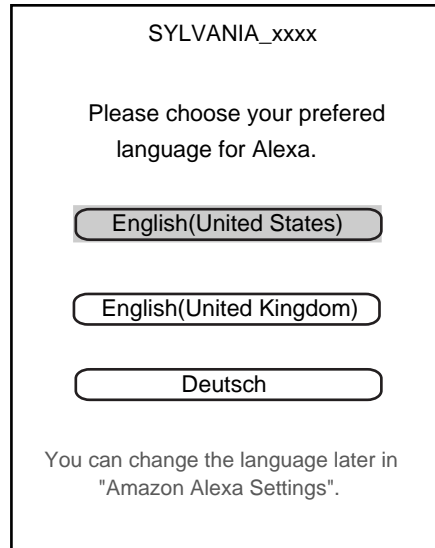 SYLVANIA_xxxx
Please choose your prefered
language for Alexa.
English(United States)
English(United Kingdom)
Deutsch
You can change the language later in
"Amazon Alexa Settings".